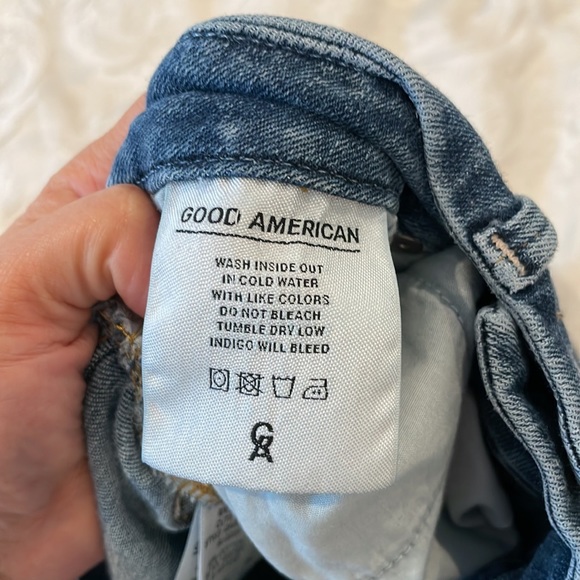 GOOD AMERICAN
WASH INSIDE OUT
IN COLD WATER
WITH LIKE COLORS
DO NOT BLEACH
TUMBLE DRY LOW
INDIGO WILL BLEED
GA